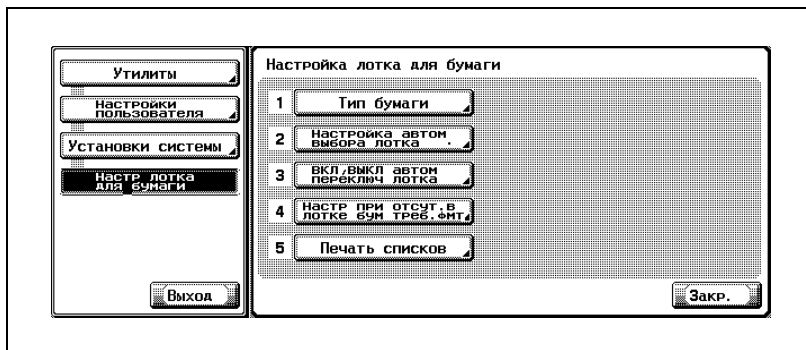 Утилиты
Настройки
пользователя
Установки системы
Настр лотка
для бумаги
Выход
Настройка лотка для бумаги
1 Тип бумаги
2 Настройка автом
выбора лотка .
3 ВКЛ/ВЫКЛ автом
переключ лотка
4 Настр при отсут.в
лотке бум треб.фмт
5 Печать списков
Закр.